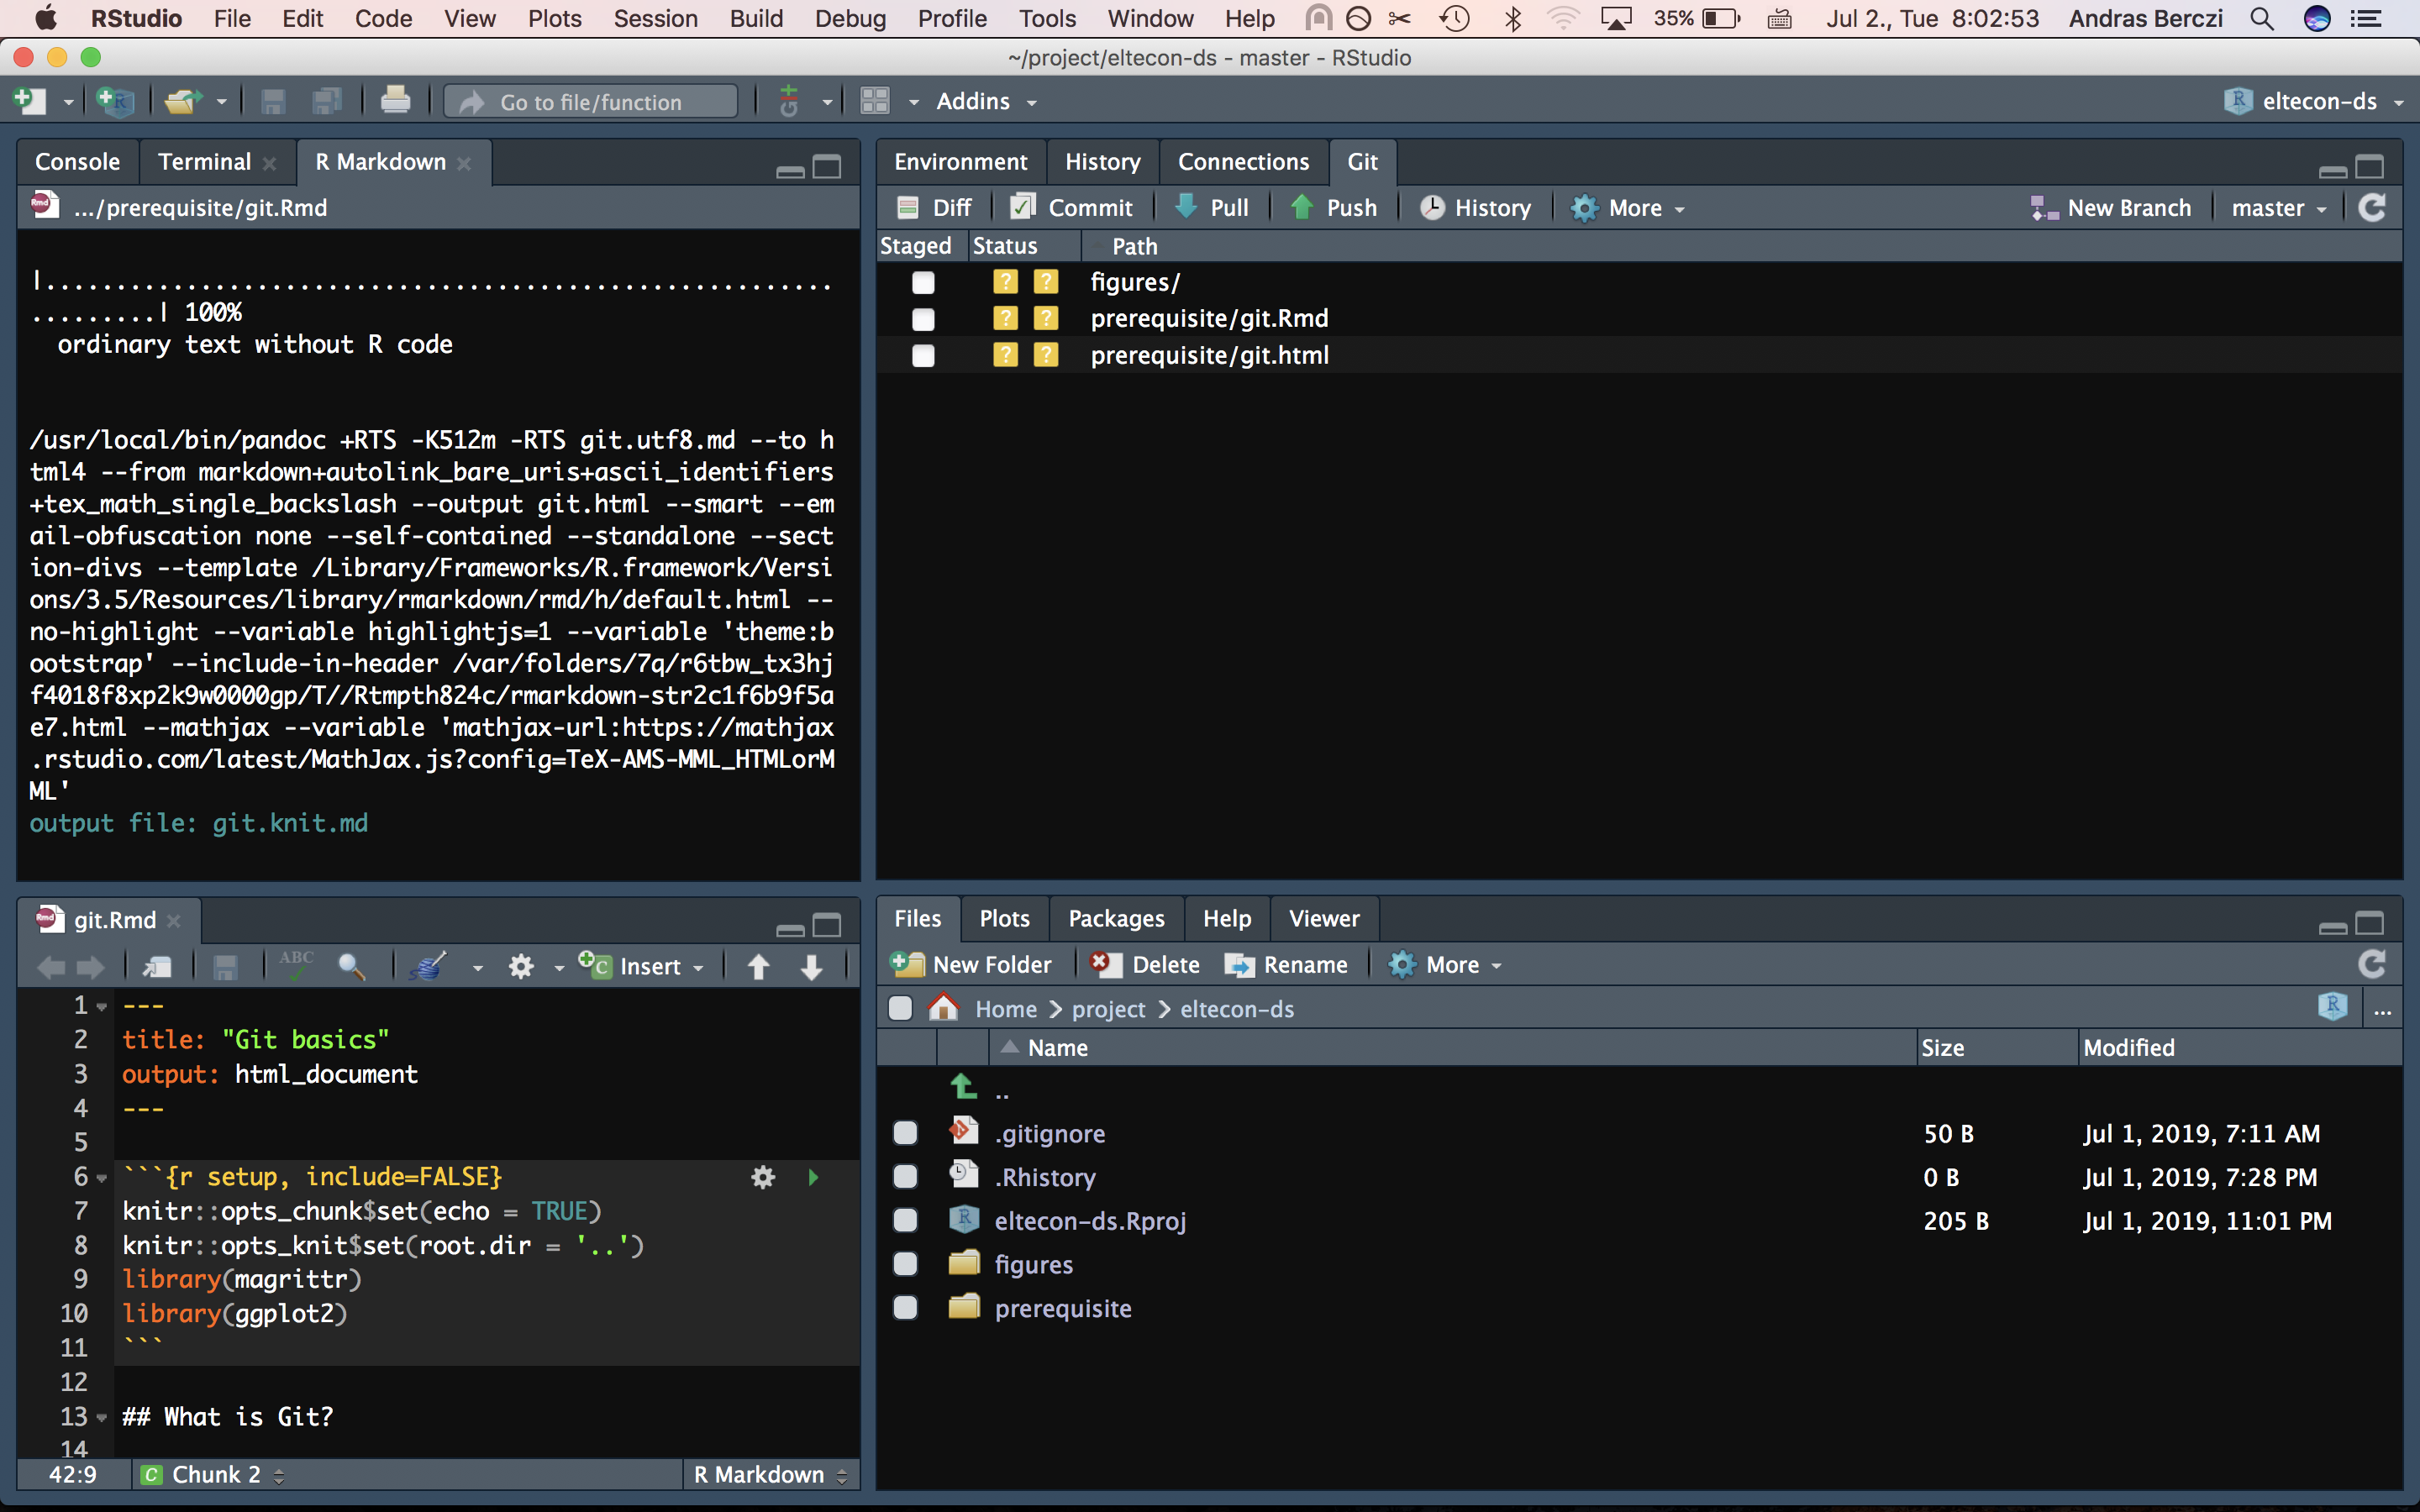 RStudio File Edit Code View Plots Session Build Debug Profile Tools Window Help 35% Jul 2., Tue 8:02:53 Andras Berczi
~/project/eltecon-ds - master - RStudio
Go to file/function Addins eltecon-ds
Console Terminal R Markdown
.../prerequisite/git.Rmd
|........................................................
.........| 100%
ordinary text without R code
/usr/local/bin/pandoc +RTS -K512m -RTS git.utf8.md --to h
tml4 --from markdown+autolink_bare_uris+ascii_identifiers
+tex_math_single_backslash --output git.html --smart --em
ail-obfuscation none --self-contained --standalone --sect
ion-divs --template /Library/Frameworks/R.framework/Versi
ons/3.5/Resources/library/rmarkdown/rmd/h/default.html --
no-highlight --variable highlightjs=1 --variable 'theme:b
ootstrap' --include-in-header /var/folders/7q/r6tbw_tx3hj
f4018f8xp2k9w0000gp/T//Rtmpth824c/rmarkdown-str2c1f6b9f5a
e7.html --mathjax --variable 'mathjax-url:https://mathjax
.rstudio.com/latest/MathJax.js?config=TeX-AMS-MML_HTMLorM
ML'
output file: git.knit.md
Environment History Connections Git
Diff Commit Pull Push History More New Branch master
Staged Status Path
? ? figures/
? ? prerequisite/git.Rmd
? ? prerequisite/git.html
git.Rmd
ABC Insert
1 ---
2 title: "Git basics"
3 output: html_document
4 ---
5
6 ```{r setup, include=FALSE}
7 knitr::opts_chunk$set(echo = TRUE)
8 knitr::opts_knit$set(root.dir = '..')
9 library(magrittr)
10 library(ggplot2)
11 ```
12
13 ## What is Git?
14
42:9 C Chunk 2 R Markdown
Files Plots Packages Help Viewer
New Folder Delete Rename More
Home project eltecon-ds ...
Name Size Modified
..
.gitignore 50 B Jul 1, 2019, 7:11 AM
.Rhistory 0 B Jul 1, 2019, 7:28 PM
eltecon-ds.Rproj 205 B Jul 1, 2019, 11:01 PM
figures
prerequisite